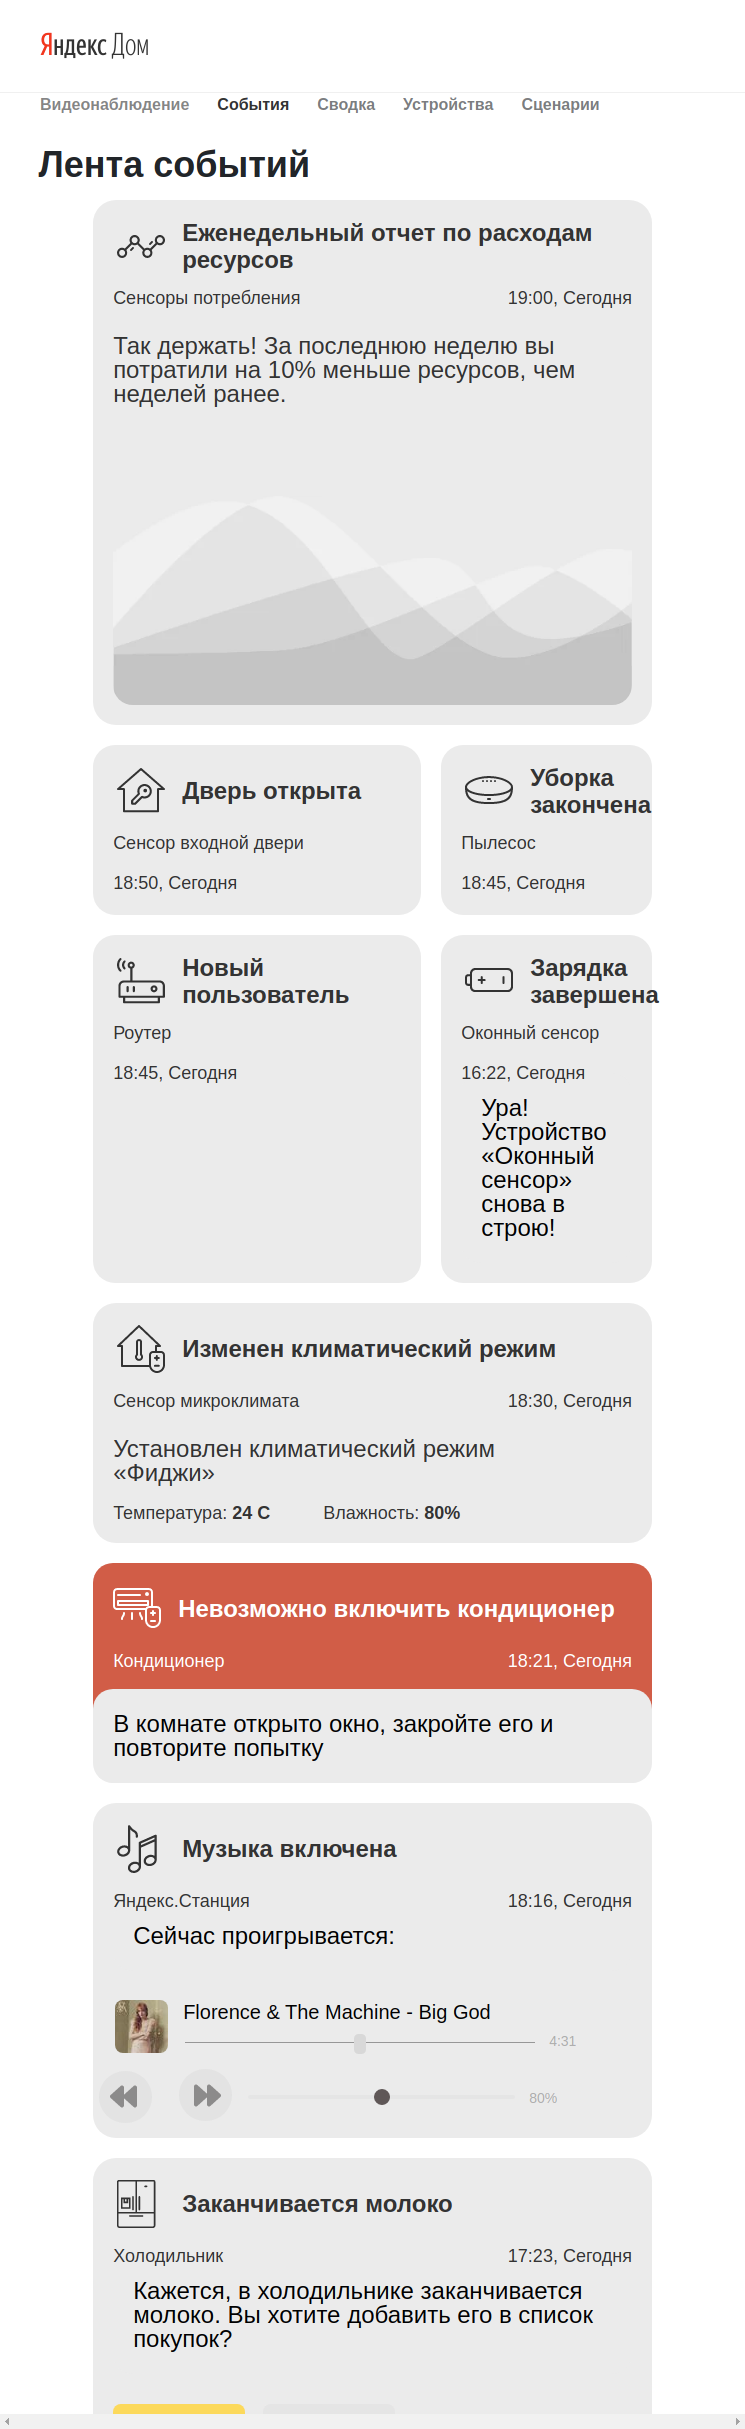 Яндекс Дом
Видеонаблюдение События Сводка Устройства Сценарии
Лента событий
Еженедельный отчет по расходам
ресурсов
Сенсоры потребления 19:00, Сегодня
Так держать! За последнюю неделю вы
потратили на 10% меньше ресурсов, чем
неделей ранее.
Дверь открыта
Сенсор входной двери
18:50, Сегодня
Уборка
закончена
Пылесос
18:45, Сегодня
Новый
пользователь
Роутер
18:45, Сегодня
Зарядка
завершена
Оконный сенсор
16:22, Сегодня
Ура!
Устройство
«Оконный
сенсор»
снова в
строю!
Изменен климатический режим
Сенсор микроклимата 18:30, Сегодня
Установлен климатический режим
«Фиджи»
Температура: 24 C Влажность: 80%
Невозможно включить кондиционер
Кондиционер 18:21, Сегодня
В комнате открыто окно, закройте его и
повторите попытку
Музыка включена
Яндекс.Станция 18:16, Сегодня
Сейчас проигрывается:
Florence & The Machine - Big God
4:31
80%
Заканчивается молоко
Холодильник 17:23, Сегодня
Кажется, в холодильнике заканчивается
молоко. Вы хотите добавить его в список
покупок?